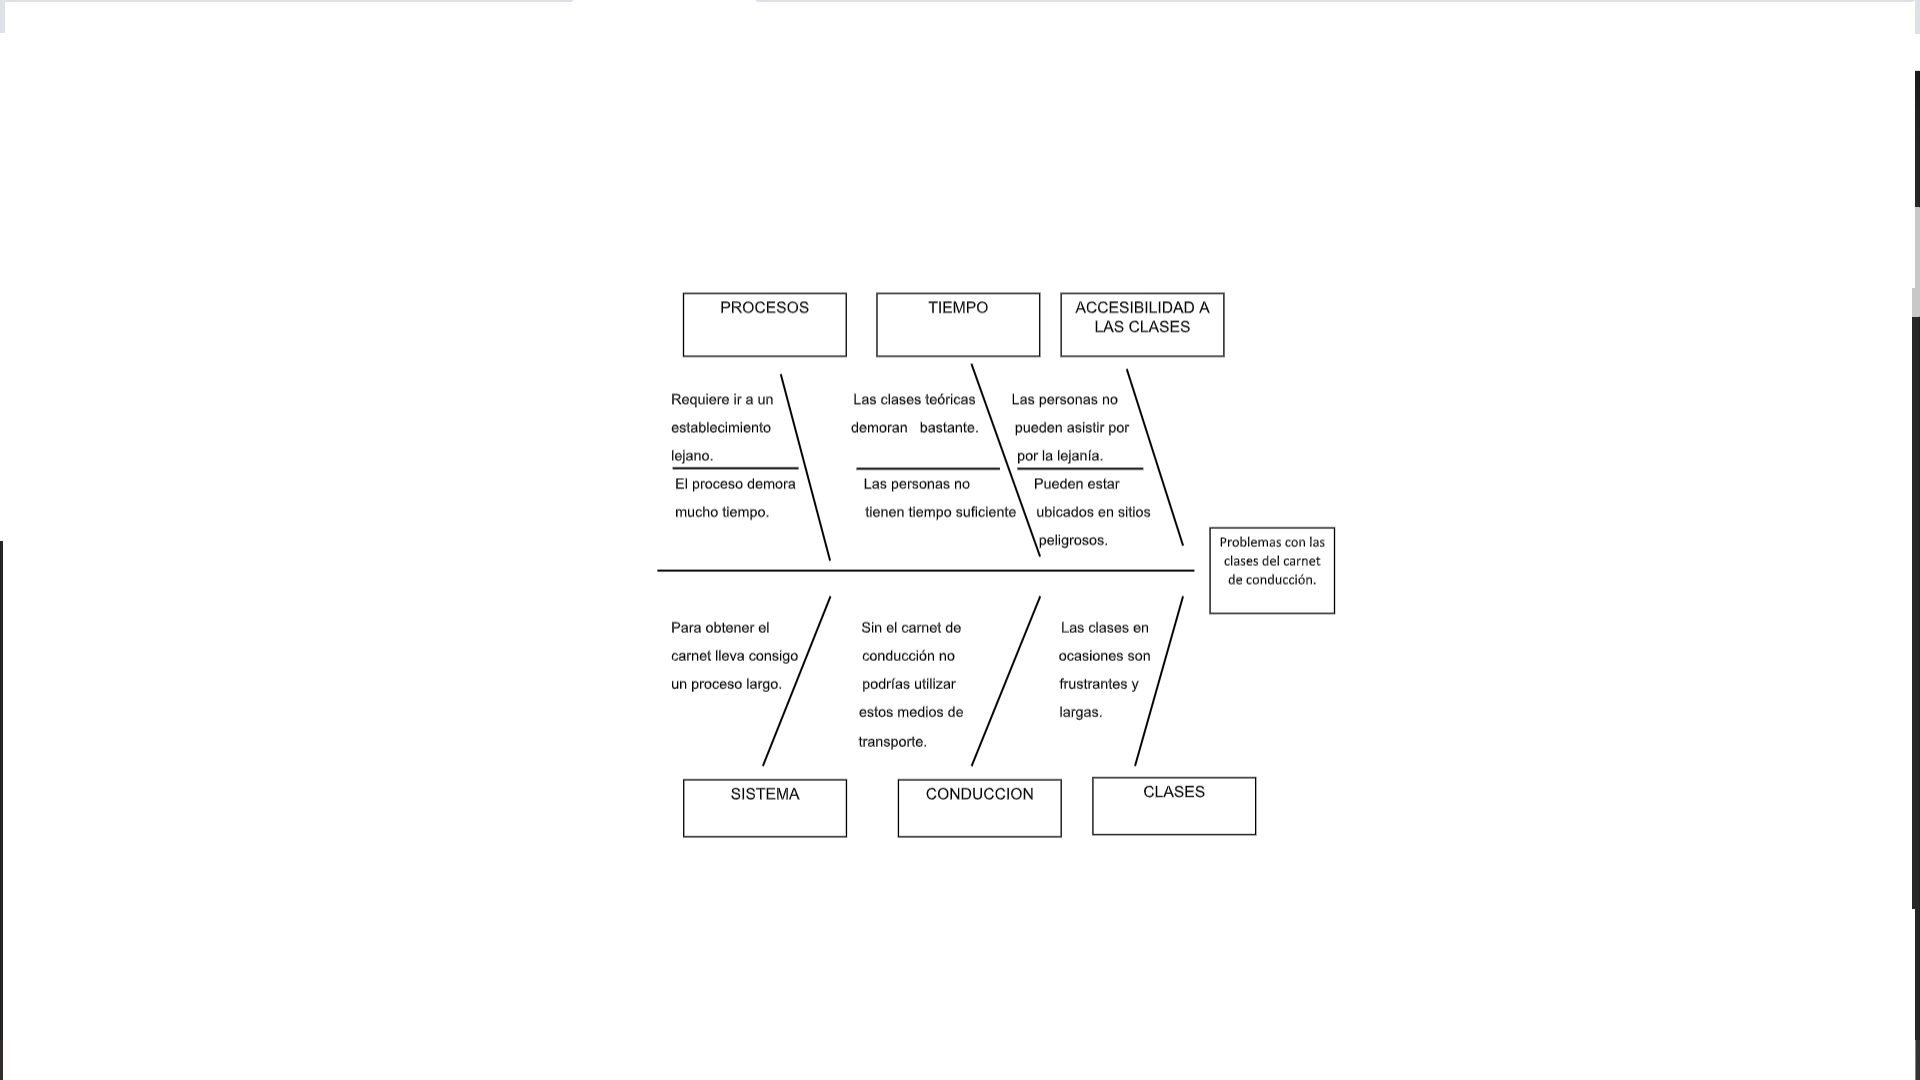 PROCESOS
TIEMPO
ACCESIBILIDAD A
LAS CLASES
Requiere ir a un
establecimiento
lejano.
El proceso demora
mucho tiempo.
Las clases teóricas
demoran bastante.
Las personas no
tienen tiempo suficiente
Las personas no
pueden asistir por
por la lejanía.
Pueden estar
ubicados en sitios
peligrosos.
Problemas con las
clases del carnet
de conducción.
Para obtener el
carnet lleva consigo
un proceso largo.
Sin el carnet de
conducción no
podrías utilizar
estos medios de
transporte.
Las clases en
ocasiones son
frustrantes y
largas.
SISTEMA
CONDUCCION
CLASES